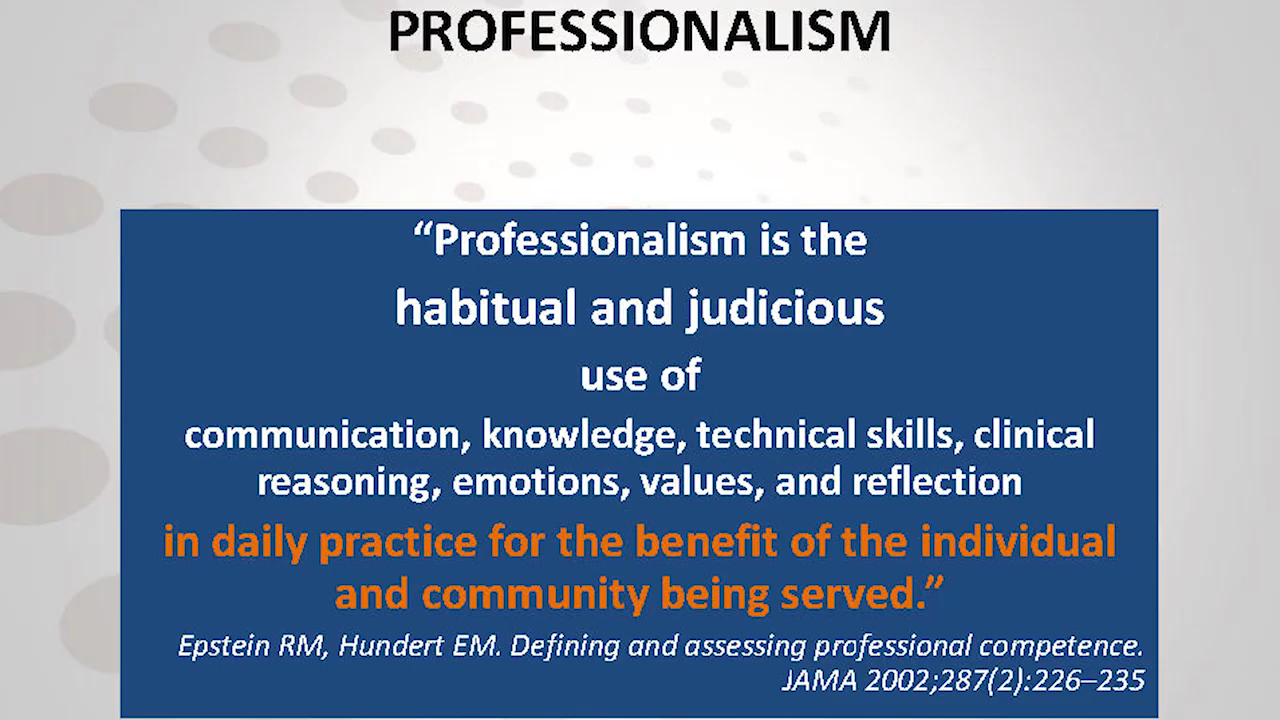 PROFESSIONALISM
“Professionalism is the
habitual and judicious
use of
communication, knowledge, technical skills, clinical
reasoning, emotions, values, and reflection
in daily practice for the benefit of the individual
and community being served.”
Epstein RM, Hundert EM. Defining and assessing professional competence.
JAMA 2002;287(2):226–235